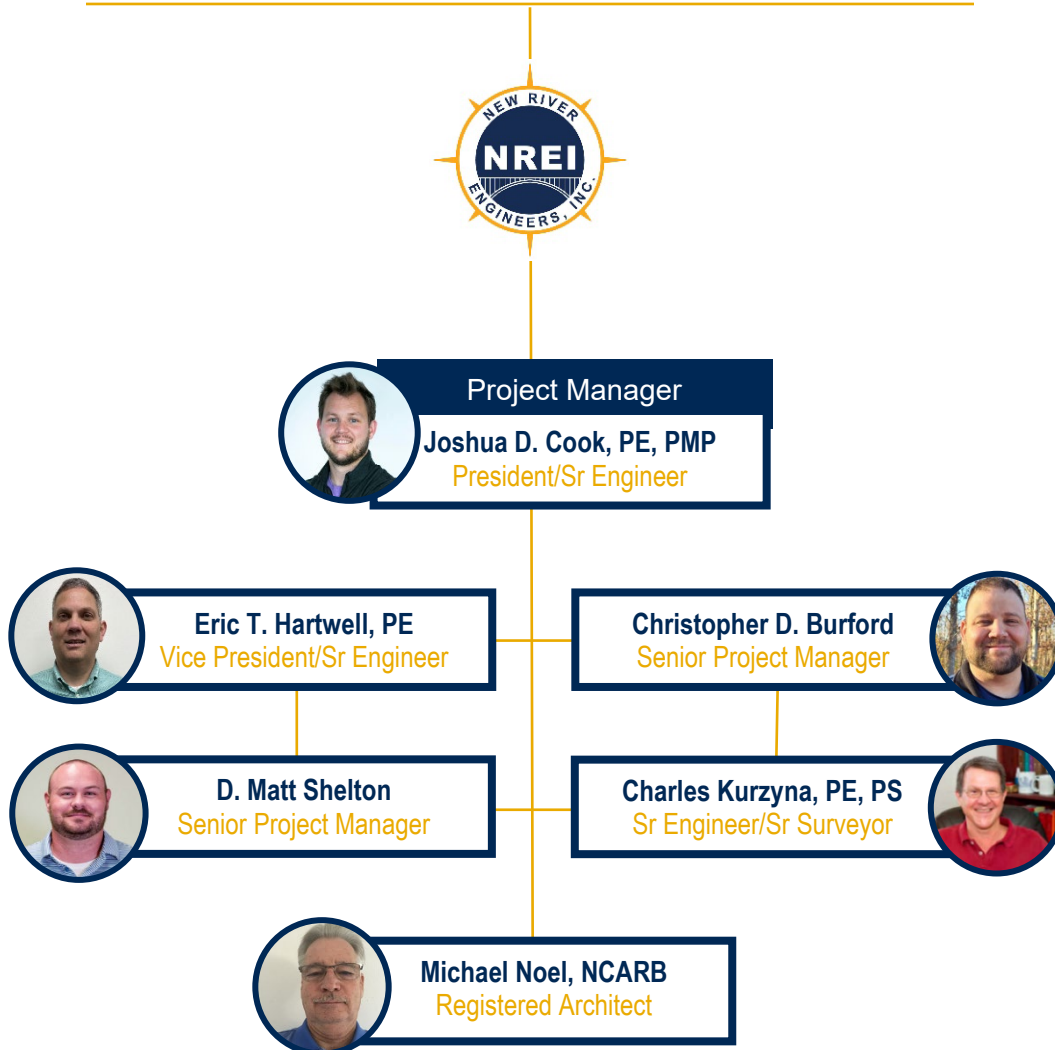 NEW RIVER
NREI
ENGINEERS, INC.
Project Manager
Joshua D. Cook, PE, PMP
President/Sr Engineer
Eric T. Hartwell, PE
Vice President/Sr Engineer
Christopher D. Burford
Senior Project Manager
D. Matt Shelton
Senior Project Manager
Charles Kurzyna, PE, PS
Sr Engineer/Sr Surveyor
Michael Noel, NCARB
Registered Architect